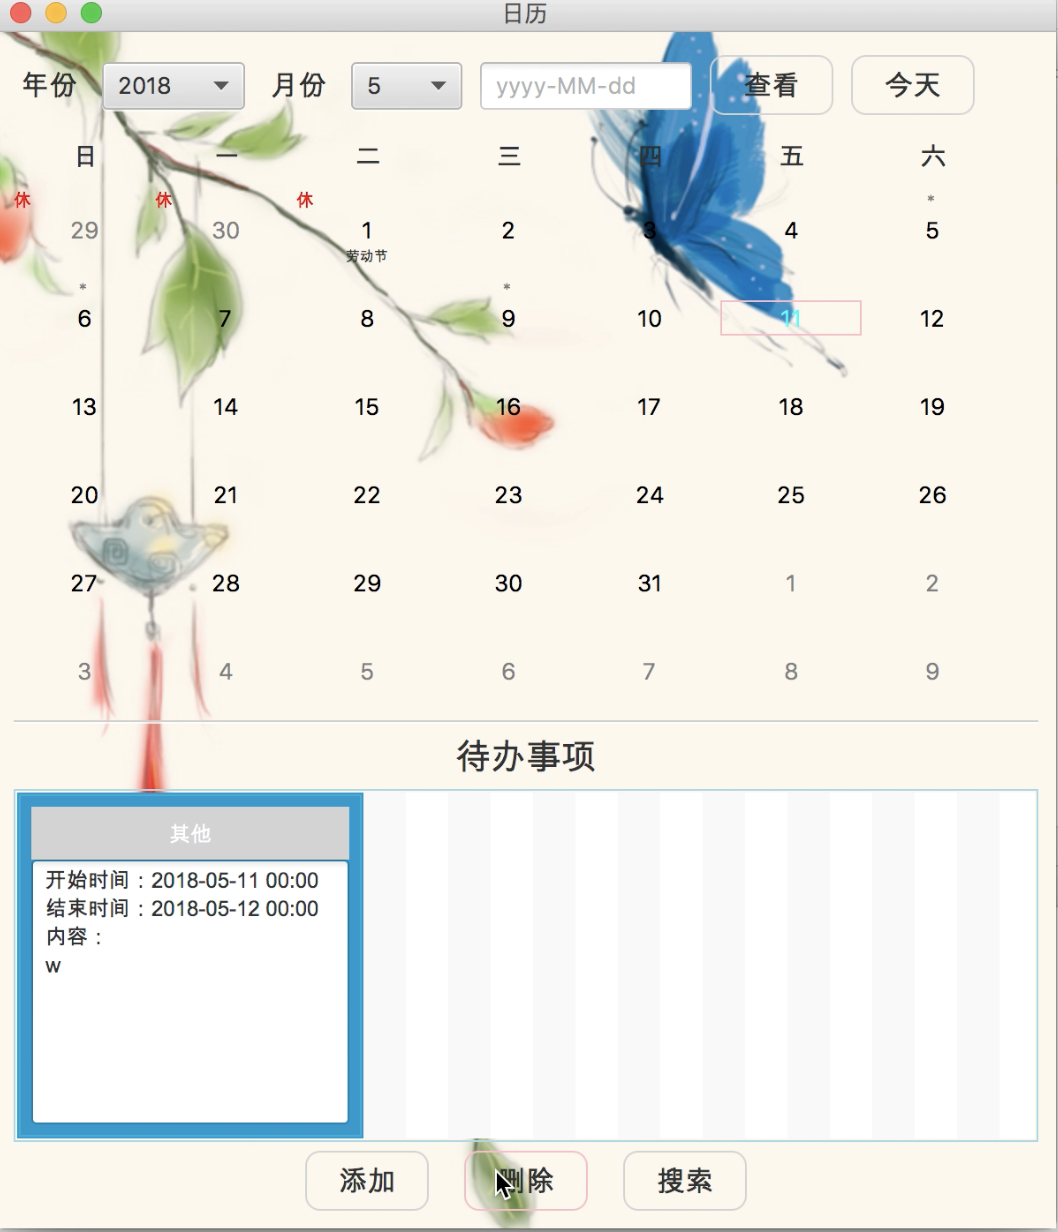 日历
年份 2018 月份 5 yyyy-MM-dd 查看 今天
日 一 二 三 四 五 六
休 休 休 *
29 30 1 2 3 4 5
劳动节
* *
6 7 8 9 10 11 12
13 14 15 16 17 18 19
20 21 22 23 24 25 26
27 28 29 30 31 1 2
3 4 5 6 7 8 9
待办事项
其他
开始时间：2018-05-11 00:00
结束时间：2018-05-12 00:00
内容：
w
添加 删除 搜索